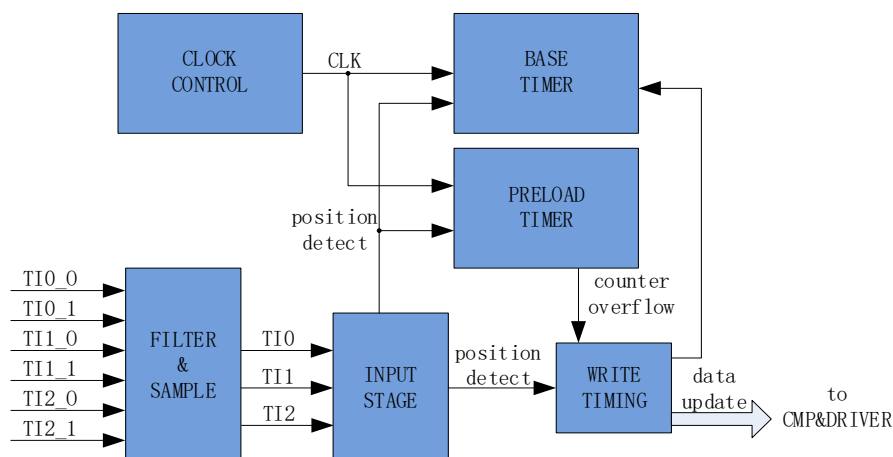 CLOCK
CONTROL
CLK
BASE
TIMER
PRELOAD
TIMER
position
detect
counter
overflow
TI0_0
TI0_1
TI1_0
TI1_1
TI2_0
TI2_1
FILTER
&
SAMPLE
TI0
TI1
TI2
INPUT
STAGE
position
detect
WRITE
TIMING
data
update
to
CMP&DRIVER